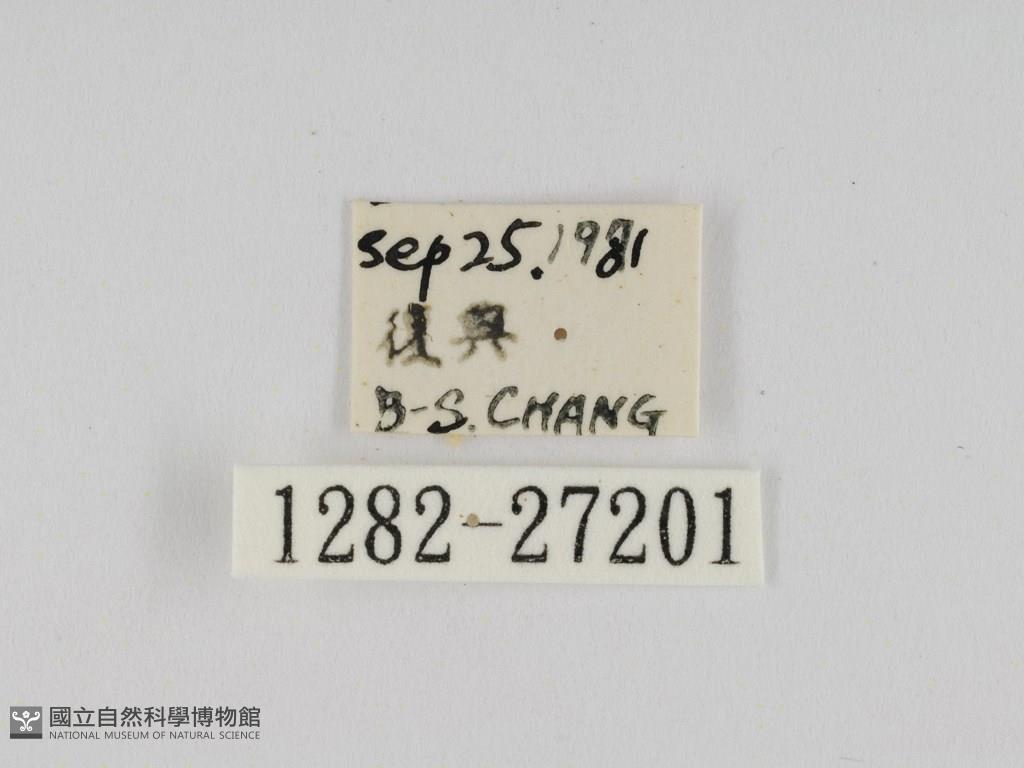 sep 25. 1981
復興
B-S. CHANG
1282-27201
國立自然科學博物館
NATIONAL MUSEUM OF NATURAL SCIENCE